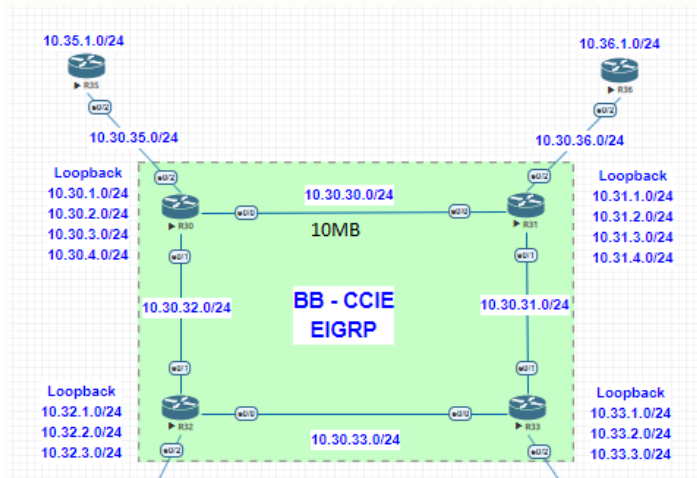 10.35.1.0/24
10.36.1.0/24
R35
R36
e0/2
e0/2
10.30.35.0/24
10.30.36.0/24
Loopback
10.30.1.0/24
10.30.2.0/24
10.30.3.0/24
10.30.4.0/24
e0/2
10.30.30.0/24
e0/2
Loopback
10.31.1.0/24
10.31.2.0/24
10.31.3.0/24
10.31.4.0/24
R30
e0/0
10MB
e0/0
R31
e0/1
e0/1
10.30.32.0/24
BB - CCIE
EIGRP
10.30.31.0/24
e0/1
e0/1
Loopback
10.32.1.0/24
10.32.2.0/24
10.32.3.0/24
R32
e0/0
e0/0
R33
Loopback
10.33.1.0/24
10.33.2.0/24
10.33.3.0/24
10.30.33.0/24
e0/2
e0/2